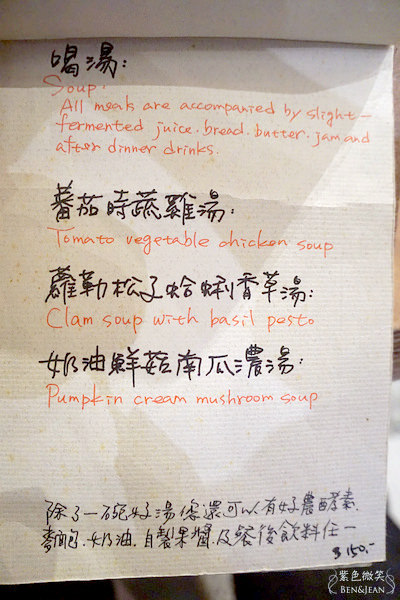 喝湯:
Soup:
All meals are accompanied by slight-
fermented juice. bread. butter. jam and
after dinner drinks.
蕃茄時蔬雞湯:
Tomato vegetable chicken soup
蘿勒松子蛤蜊香草湯:
Clam soup with basil pesto
奶油鮮菇南瓜濃湯:
Pumpkin cream mushroom soup
除了一碗好湯您還可以有好農酵素.
麥麭.奶油.自製果醬.及餐後飲料任一
$150.-
紫色微笑
BEN&JEAN